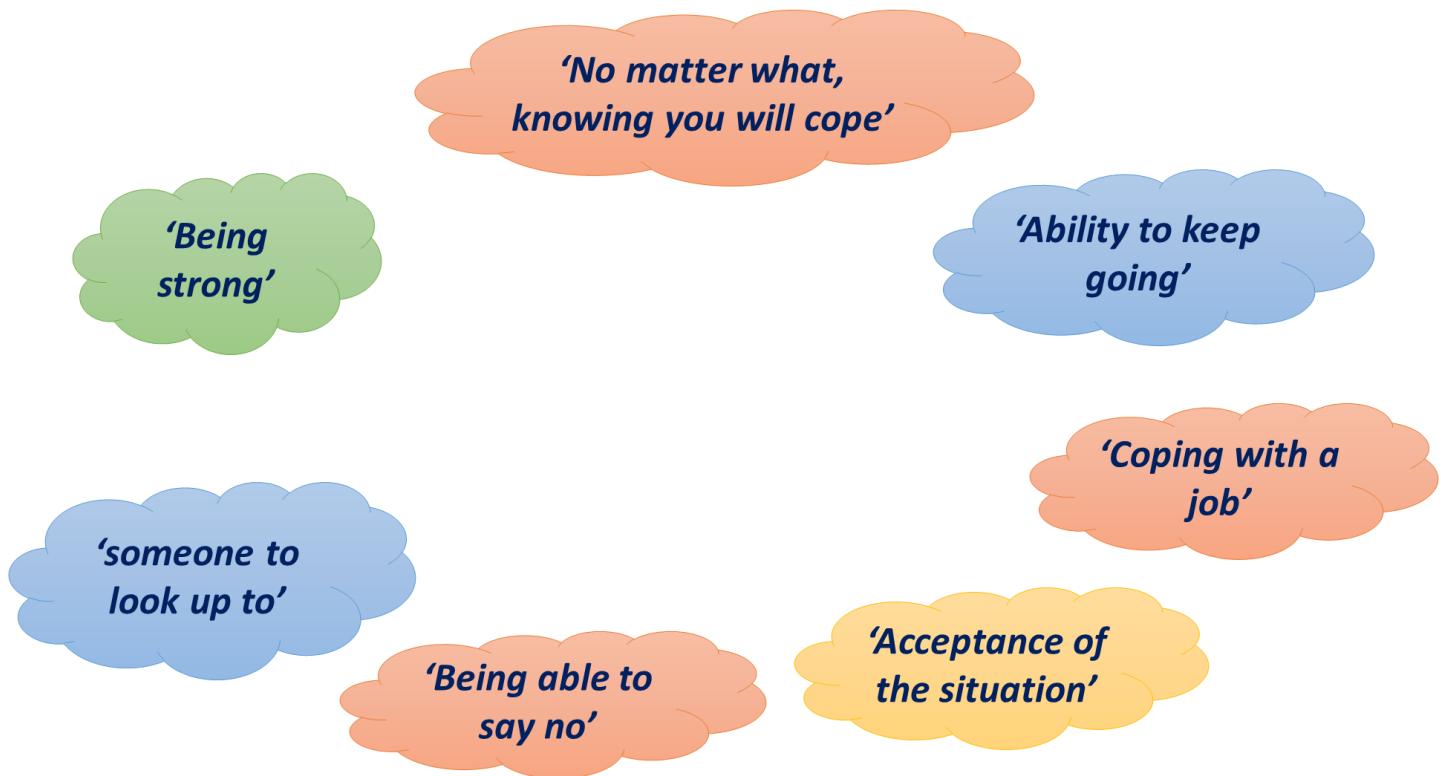 ‘No matter what,
knowing you will cope’
‘Being
strong’
‘Ability to keep
going’
‘Coping with a
job’
‘someone to
look up to’
‘Acceptance of
the situation’
‘Being able to
say no’